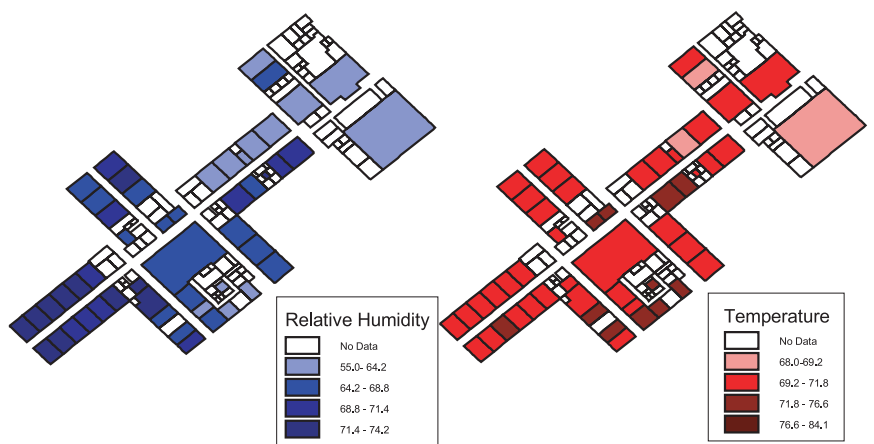 Relative Humidity
No Data
55.0- 64.2
64.2 - 68.8
68.8 - 71.4
71.4 - 74.2
Temperature
No Data
68.0-69.2
69.2 - 71.8
71.8 - 76.6
76.6 - 84.1